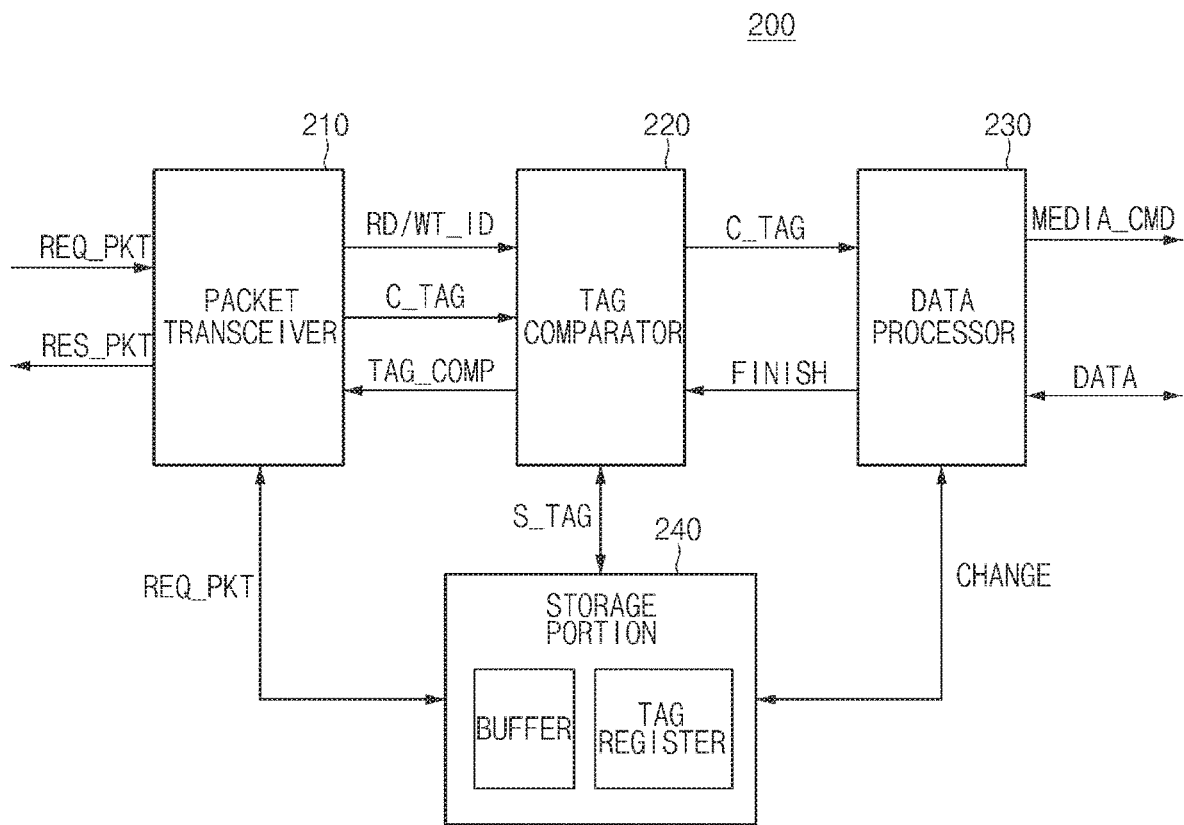 200
210
220
230
REQ_PKT
RES_PKT
PACKET
TRANSCEIVER
RD/WT_ID
C_TAG
TAG_COMP
TAG
COMPARATOR
C_TAG
FINISH
DATA
PROCESSOR
MEDIA_CMD
DATA
S_TAG
240
REQ_PKT
CHANGE
STORAGE
PORTION
BUFFER
TAG
REGISTER